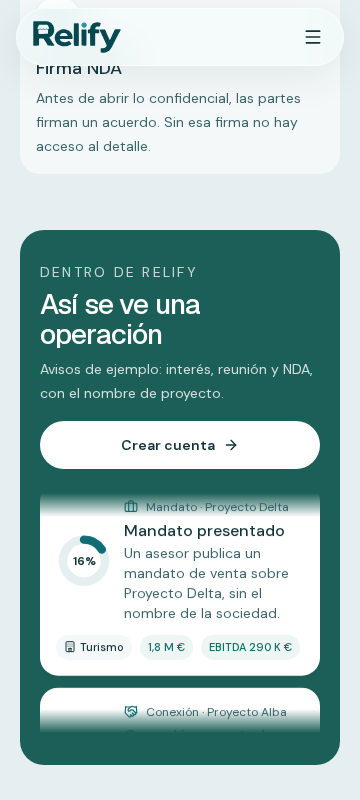 Relify
Firma NDA
Antes de abrir lo confidencial, las partes
firman un acuerdo. Sin esa firma no hay
acceso al detalle.
DENTRO DE RELIFY
Así se ve una
operación
Avisos de ejemplo: interés, reunión y NDA,
con el nombre de proyecto.
Crear cuenta →
Mandato · Proyecto Delta
Mandato presentado
16%
Un asesor publica un
mandato de venta sobre
Proyecto Delta, sin el
nombre de la sociedad.
Turismo
1,8 M €
EBITDA 290 K €
Conexión · Proyecto Alba